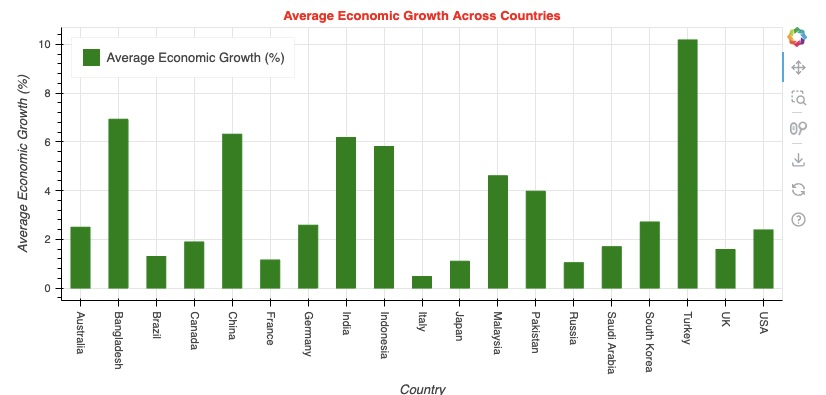 Average Economic Growth Across Countries
Average Economic Growth (%)
Average Economic Growth (%)
10
8
6
4
2
0
Australia
Bangladesh
Brazil
Canada
China
France
Germany
India
Indonesia
Italy
Japan
Malaysia
Pakistan
Russia
Saudi Arabia
South Korea
Turkey
UK
USA
Country